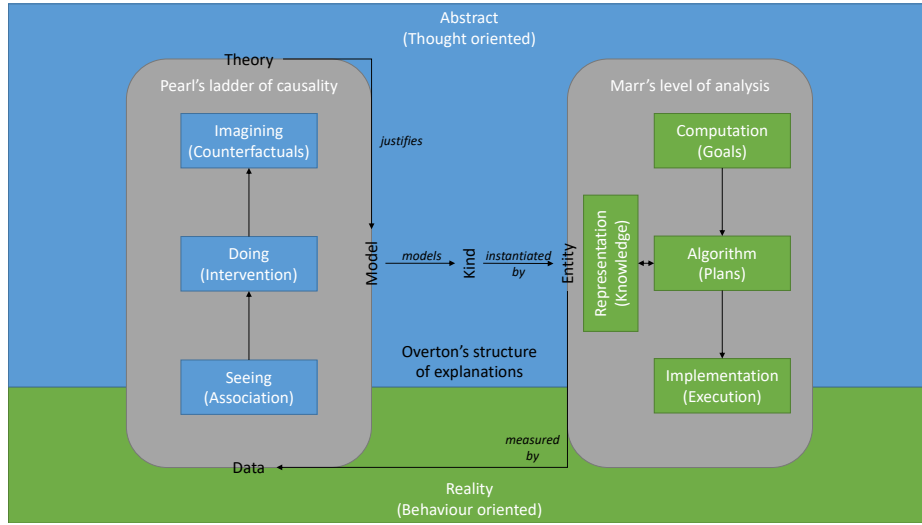 Abstract
(Thought oriented)
Theory
Pearl's ladder of causality
Marr's level of analysis
Imagining
(Counterfactuals)
justifies
Computation
(Goals)
Doing
(Intervention)
Model
models
Kind
instantiated
by
Entity
Representation
(Knowledge)
Algorithm
(Plans)
Overton's structure
of explanations
Seeing
(Association)
Implementation
(Execution)
measured
by
Data
Reality
(Behaviour oriented)